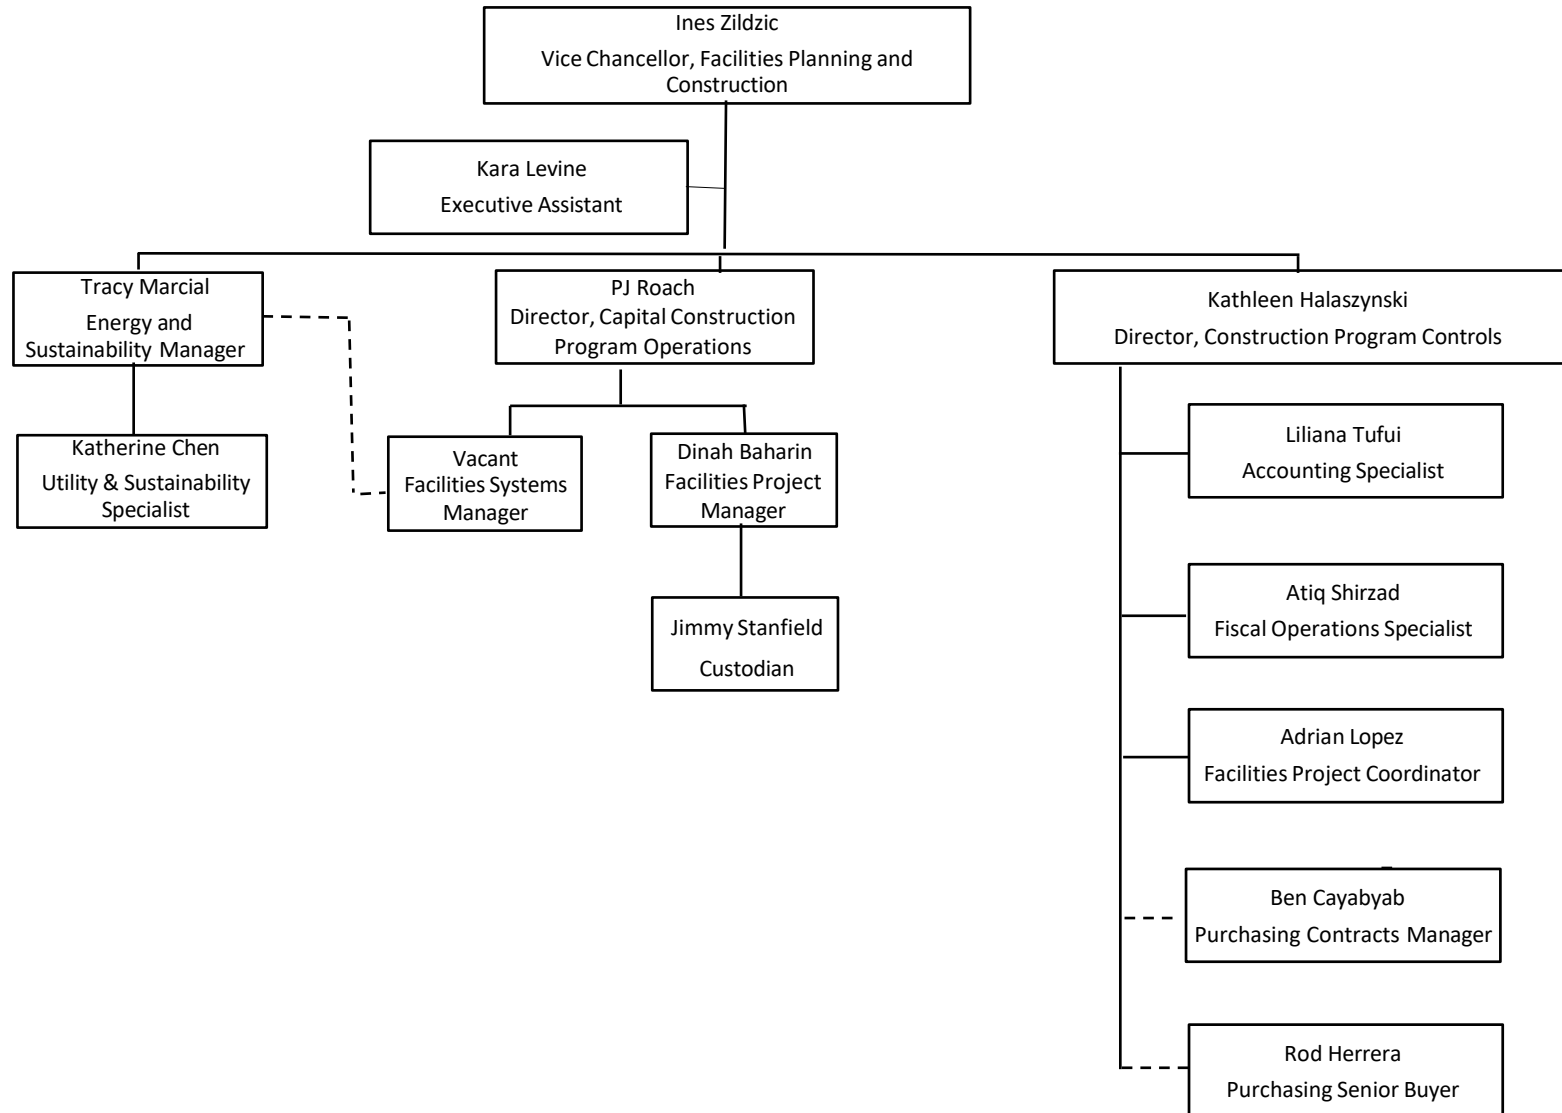 Ines Zildzic
Vice Chancellor, Facilities Planning and
Construction
Kara Levine
Executive Assistant
Tracy Marcial
Energy and
Sustainability Manager
PJ Roach
Director, Capital Construction
Program Operations
Kathleen Halaszynski
Director, Construction Program Controls
Katherine Chen
Utility & Sustainability
Specialist
Vacant
Facilities Systems
Manager
Dinah Baharin
Facilities Project
Manager
Jimmy Stanfield
Custodian
Liliana Tufui
Accounting Specialist
Atiq Shirzad
Fiscal Operations Specialist
Adrian Lopez
Facilities Project Coordinator
Ben Cayabyab
Purchasing Contracts Manager
Rod Herrera
Purchasing Senior Buyer